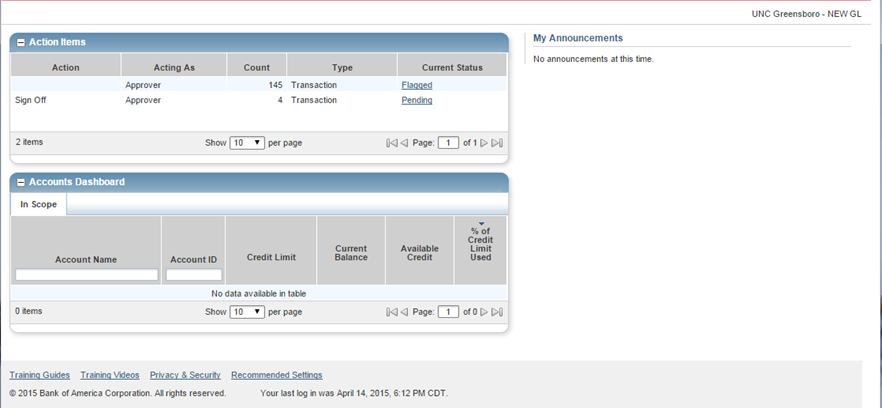 UNC Greensboro - NEW GL
Action Items
Action Acting As Count Type Current Status
Approver 145 Transaction Flagged
Sign Off Approver 4 Transaction Pending
2 items Show 10 per page Page: 1 of 1
Accounts Dashboard
In Scope
Account Name Account ID Credit Limit Current Balance Available Credit % of Credit Limit Used
No data available in table
0 items Show 10 per page Page: 1 of 0
My Announcements
No announcements at this time.
Training Guides Training Videos Privacy & Security Recommended Settings
© 2015 Bank of America Corporation. All rights reserved. Your last log in was April 14, 2015, 6:12 PM CDT.